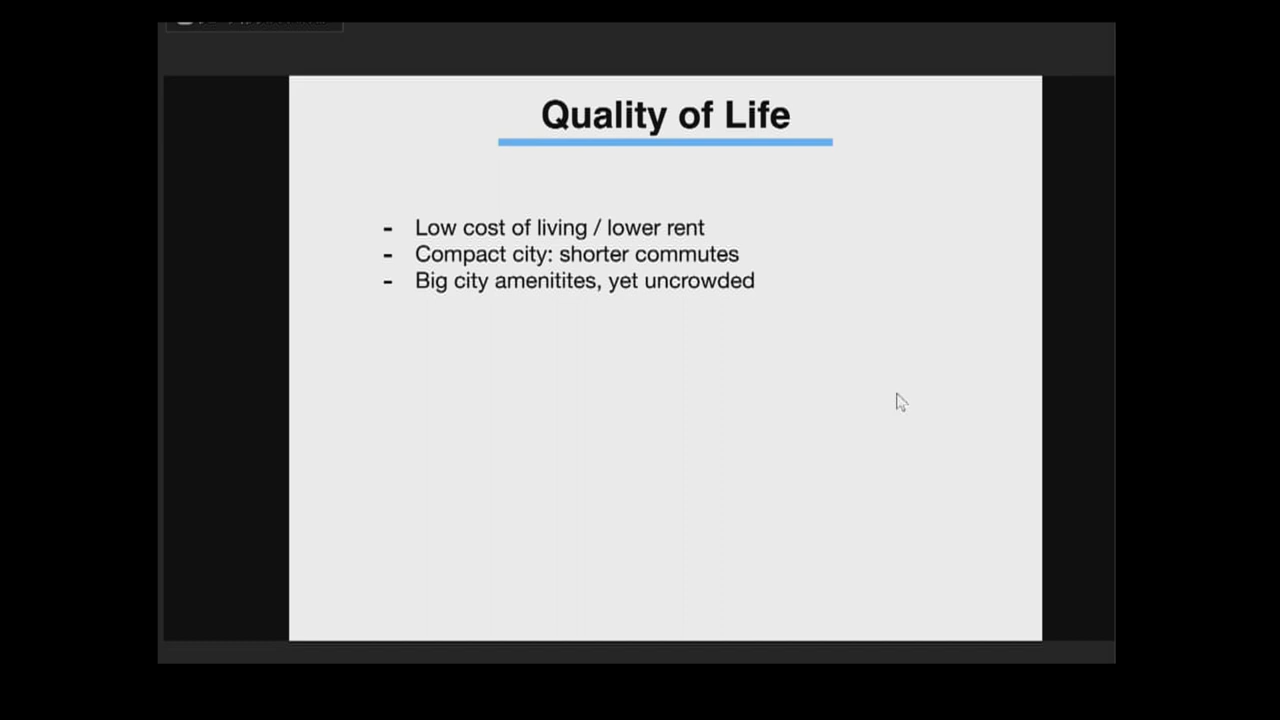 Quality of Life
- Low cost of living / lower rent
- Compact city: shorter commutes
- Big city amenitites, yet uncrowded